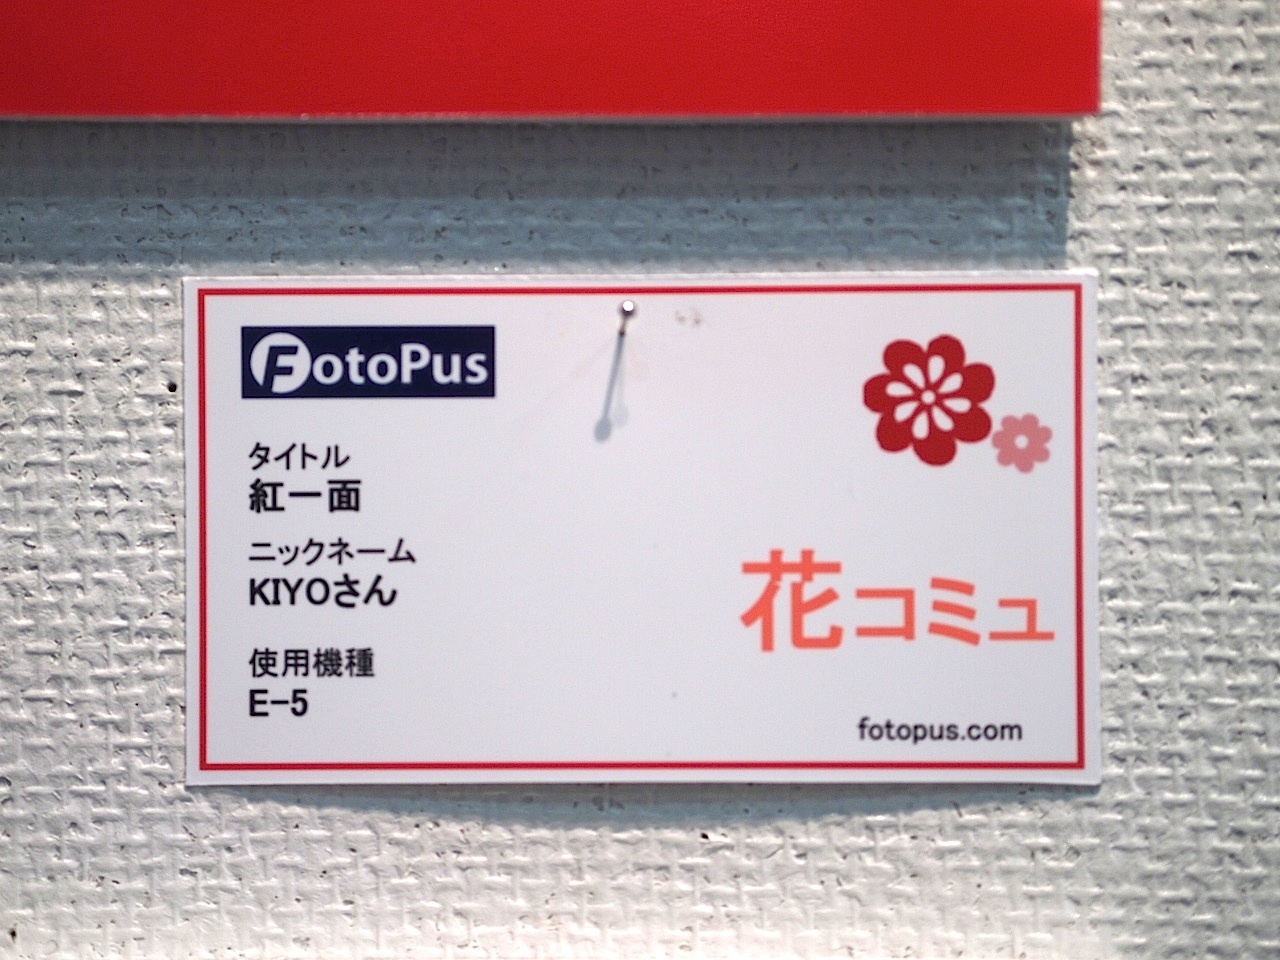 FotoPus
タイトル
紅一面
ニックネーム
KIYOさん
使用機種
E-5
花コミュ
fotopus.com